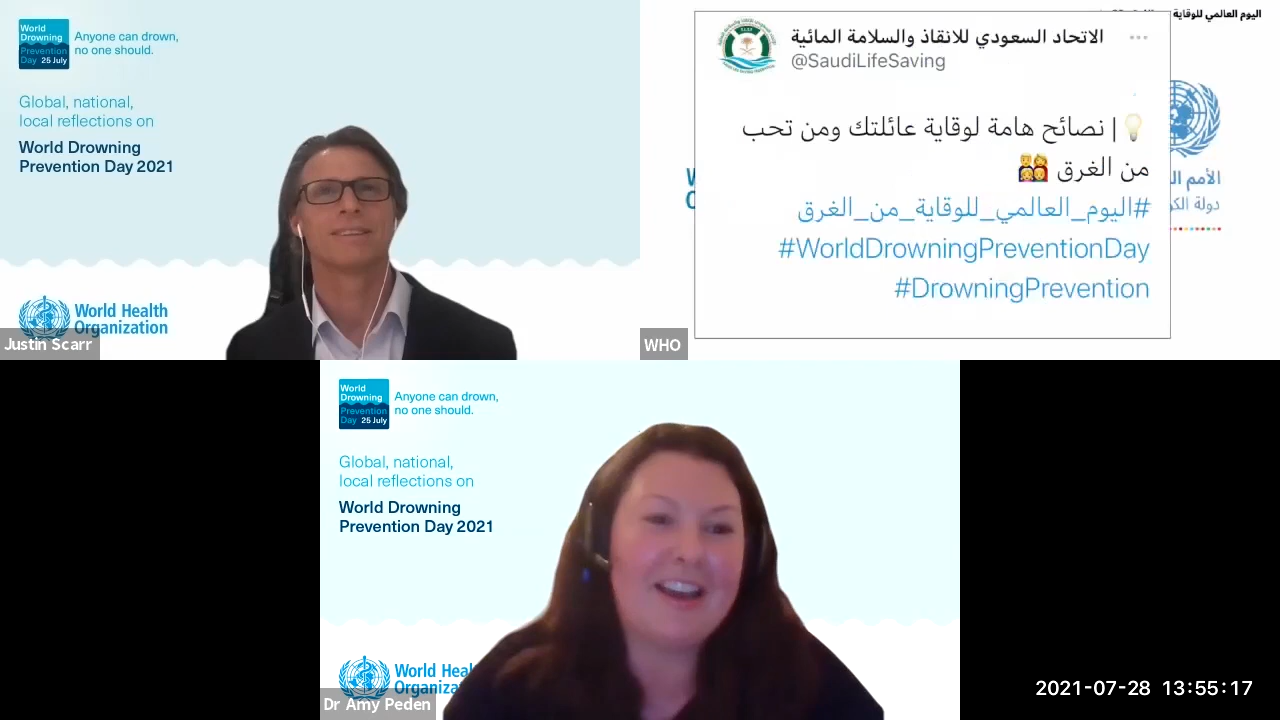 World
Drowning
Prevention
Day 25 July
Anyone can drown,
no one should.
Global, national,
local reflections on
World Drowning
Prevention Day 2021
World Health
Organization
Justin Scarr
اليوم العالمي للوقاية
الاتحاد السعودي للانقاذ والسلامة المائية
@SaudiLifeSaving
| نصائح هامة لوقاية عائلتك ومن تحب
من الغرق
#اليوم_العالمي_للوقاية_من_الغرق
#WorldDrowningPreventionDay
#DrowningPrevention
الأمم
دولة
WHO
World
Drowning
Prevention
Day 25 July
Anyone can drown,
no one should.
Global, national,
local reflections on
World Drowning
Prevention Day 2021
World Heal
Organiza
Dr Amy Peden
2021-07-28 13:55:17